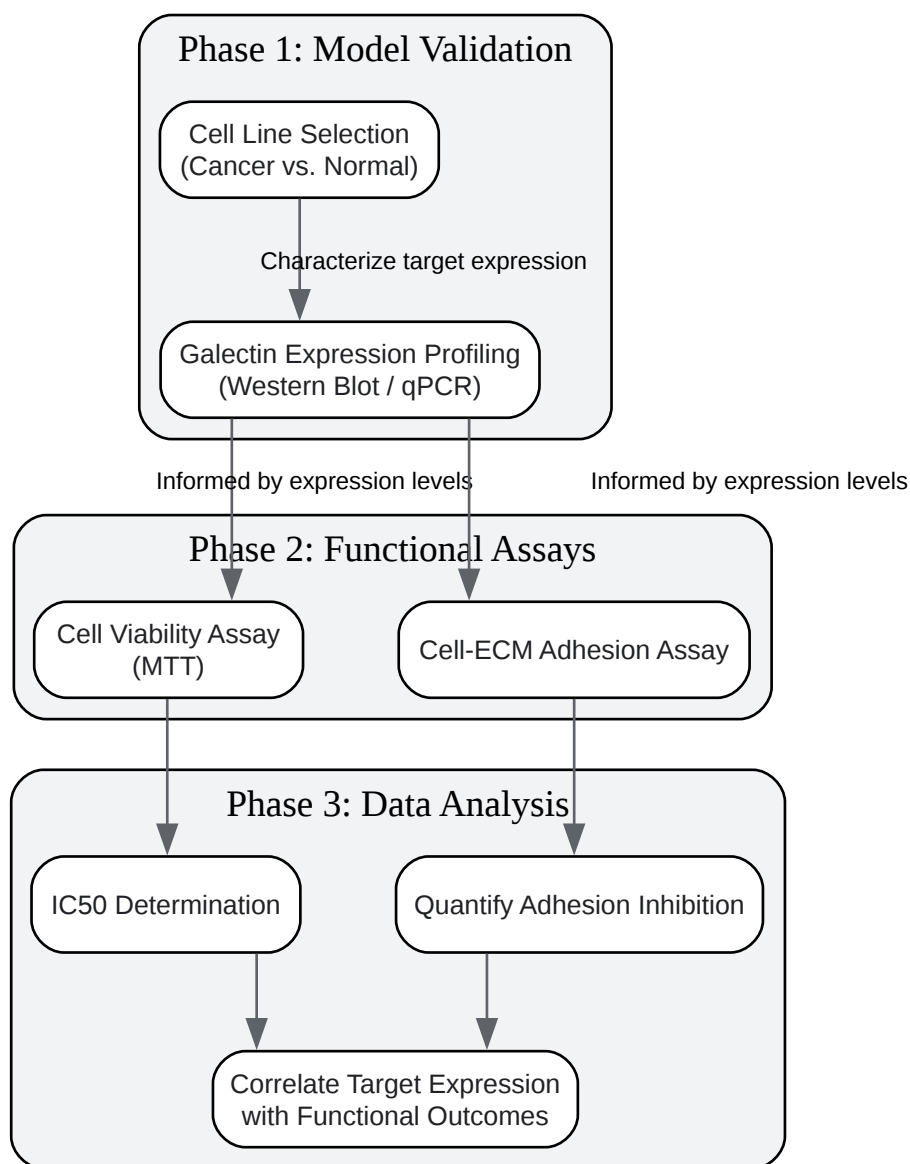 Phase 1: Model Validation
Cell Line Selection
(Cancer vs. Normal)
Characterize target expression
Galectin Expression Profiling
(Western Blot / qPCR)
Informed by expression levels
Informed by expression levels
Phase 2: Functional Assays
Cell Viability Assay
(MTT)
Cell-ECM Adhesion Assay
Phase 3: Data Analysis
IC50 Determination
Quantify Adhesion Inhibition
Correlate Target Expression
with Functional Outcomes